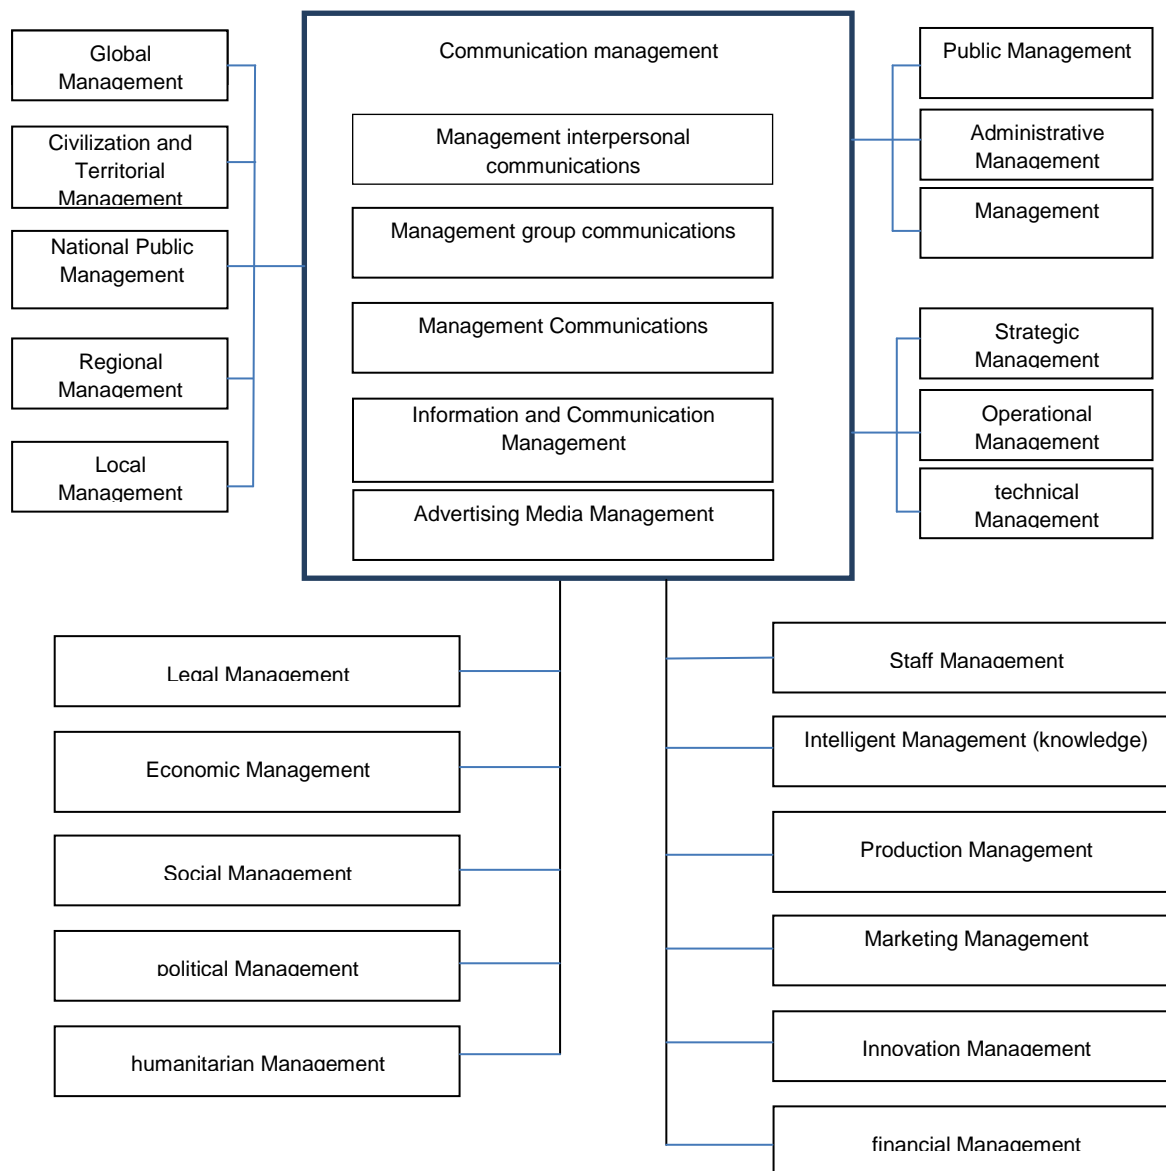 Global
Management
Civilization and
Territorial
Management
National Public
Management
Regional
Management
Local
Management
Communication management
Management interpersonal
communications
Management group communications
Management Communications
Information and Communication
Management
Advertising Media Management
Public Management
Administrative
Management
Management
Strategic
Management
Operational
Management
technical
Management
Legal Management
Economic Management
Social Management
political Management
humanitarian Management
Staff Management
Intelligent Management (knowledge)
Production Management
Marketing Management
Innovation Management
financial Management